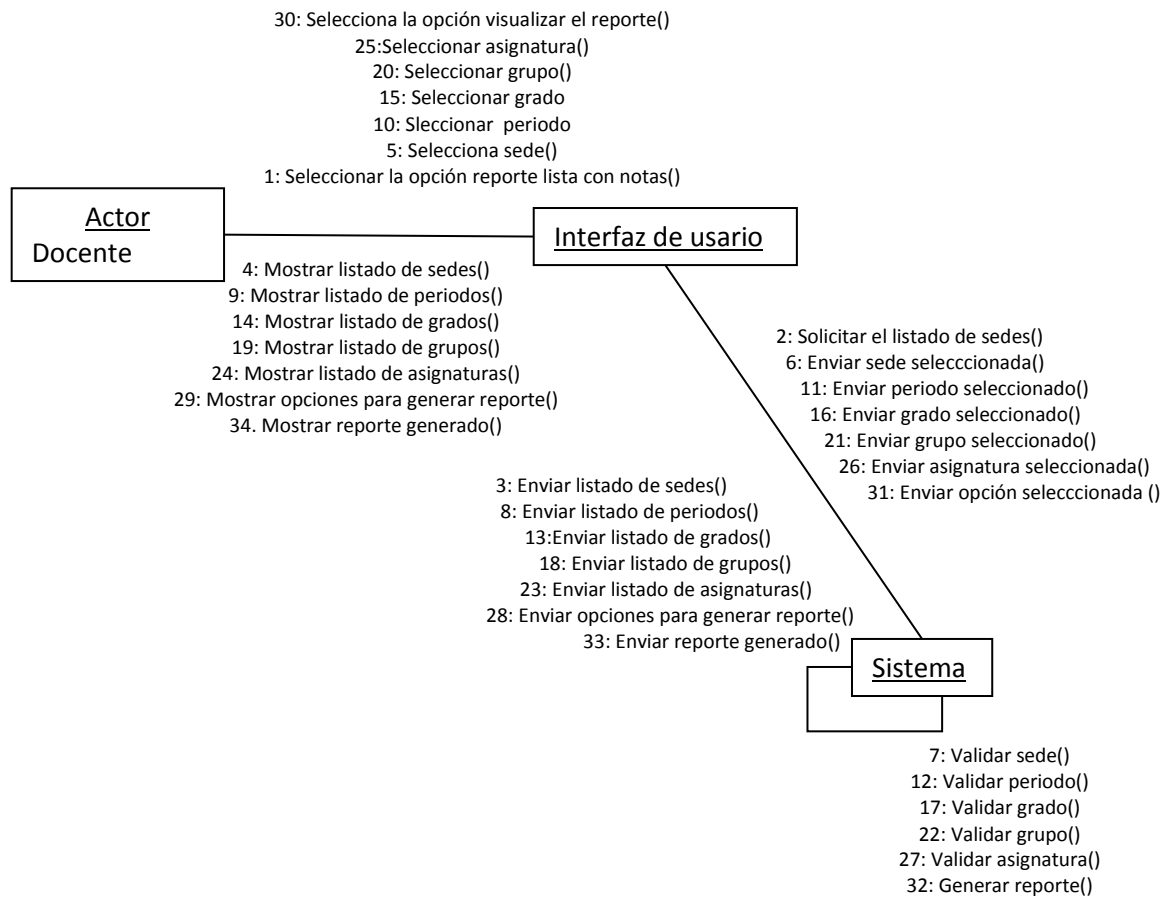 30: Selecciona la opción visualizar el reporte()
25:Seleccionar asignatura()
20: Seleccionar grupo()
15: Seleccionar grado
10: Sleccionar  periodo
5: Selecciona sede()
1: Seleccionar la opción reporte lista con notas()
Actor
Docente
Interfaz de usario
4: Mostrar listado de sedes()
9: Mostrar listado de periodos()
14: Mostrar listado de grados()
19: Mostrar listado de grupos()
24: Mostrar listado de asignaturas()
29: Mostrar opciones para generar reporte()
34. Mostrar reporte generado()
2: Solicitar el listado de sedes()
6: Enviar sede selecccionada()
11: Enviar periodo seleccionado()
16: Enviar grado seleccionado()
21: Enviar grupo seleccionado()
26: Enviar asignatura seleccionada()
31: Enviar opción selecccionada ()
3: Enviar listado de sedes()
8: Enviar listado de periodos()
13:Enviar listado de grados()
18: Enviar listado de grupos()
23: Enviar listado de asignaturas()
28: Enviar opciones para generar reporte()
33: Enviar reporte generado()
Sistema
7: Validar sede()
12: Validar periodo()
17: Validar grado()
22: Validar grupo()
27: Validar asignatura()
32: Generar reporte()